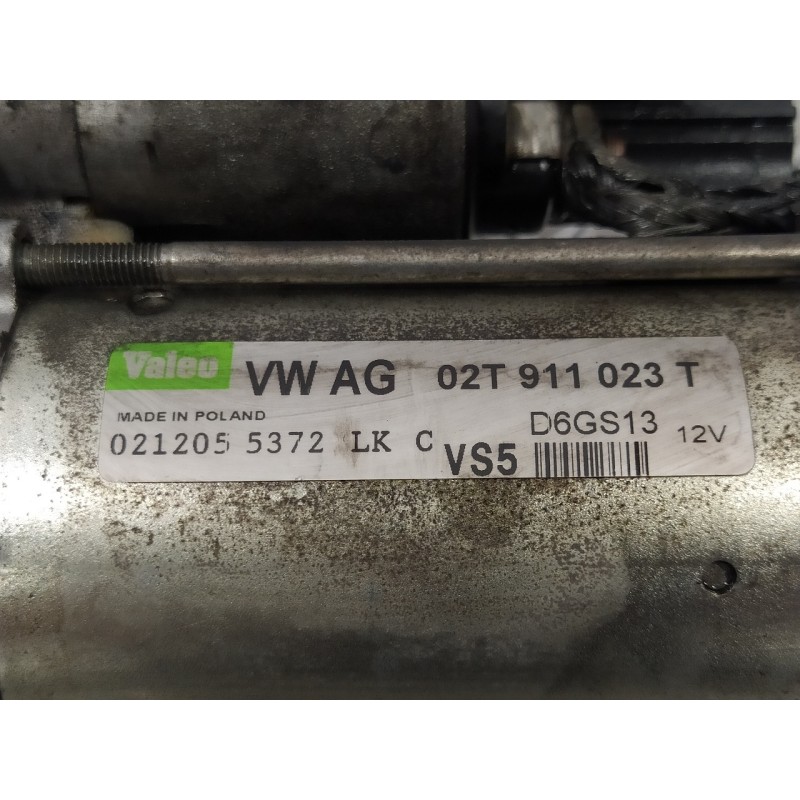 Valeo VW AG 02T 911 023 T
MADE IN POLAND D6GS13 12V
021205 5372 LK C VS5